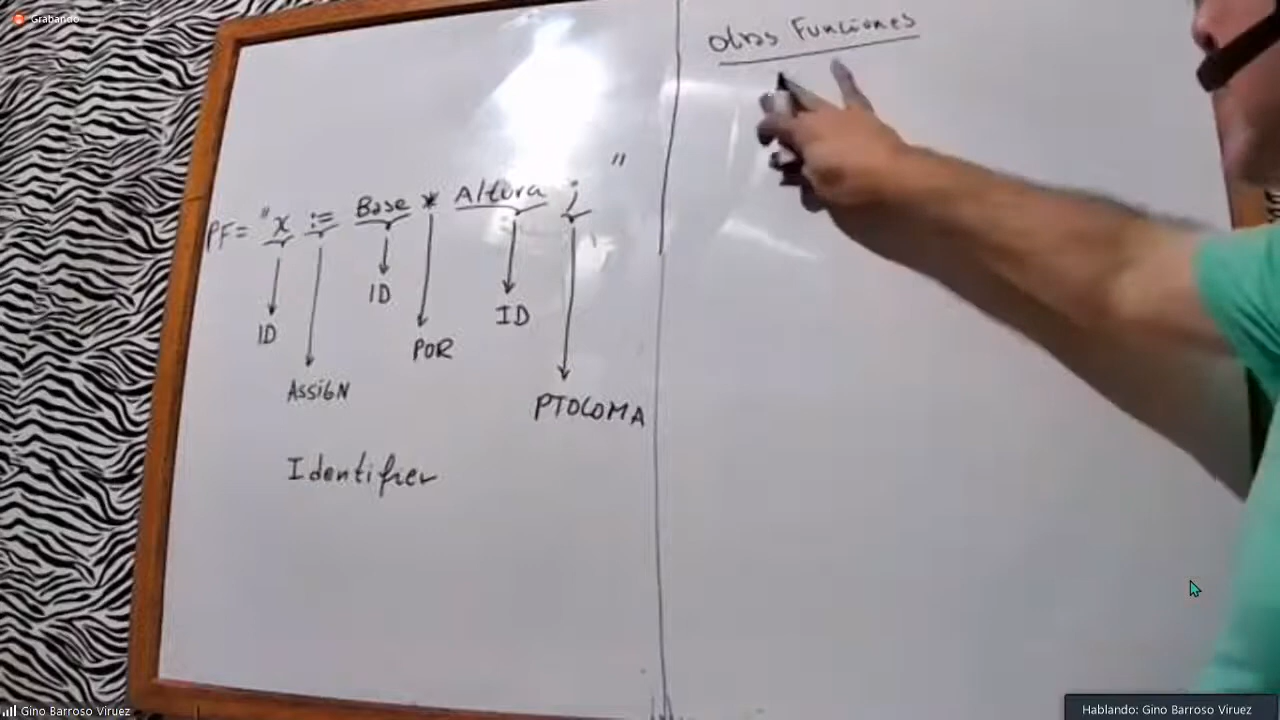 Grabando
PF= "x := Base * Altura ; "
ID
ASSIGN
ID
POR
ID
PTOCOMA
Identifier
Otras Funciones
Gino Barroso Viruez
Hablando: Gino Barroso Viruez